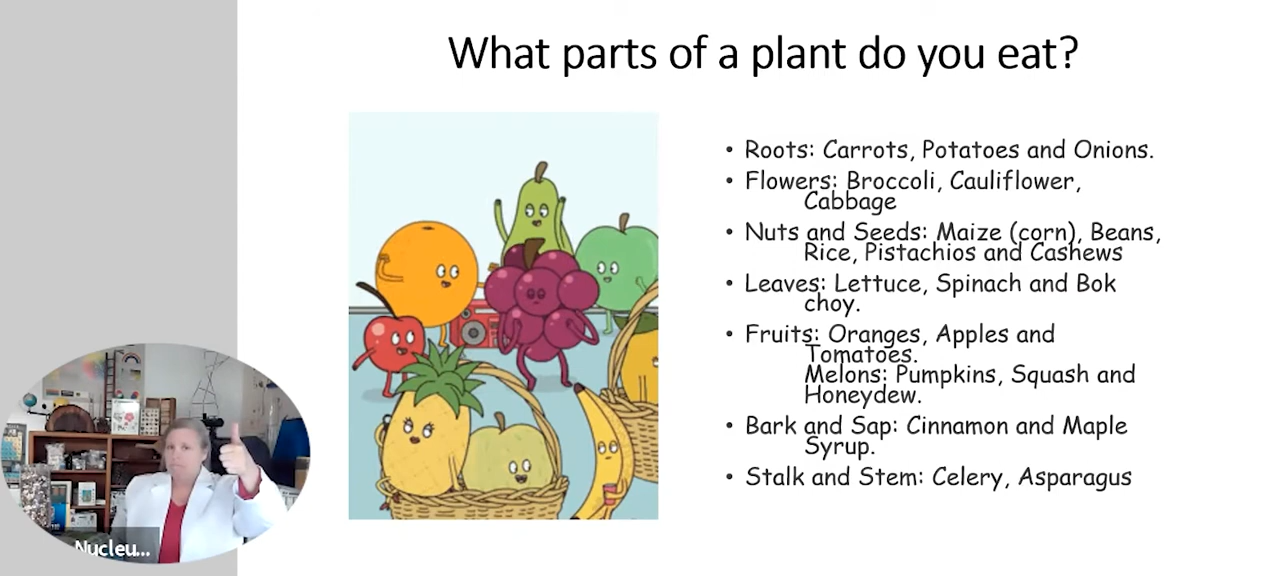 What parts of a plant do you eat?
• Roots: Carrots, Potatoes and Onions.
• Flowers: Broccoli, Cauliflower,
Cabbage
• Nuts and Seeds: Maize (corn), Beans,
Rice, Pistachios and Cashews
• Leaves: Lettuce, Spinach and Bok
choy.
• Fruits: Oranges, Apples and
Tomatoes.
Melons: Pumpkins, Squash and
Honeydew.
• Bark and Sap: Cinnamon and Maple
Syrup.
• Stalk and Stem: Celery, Asparagus
Nucleu...